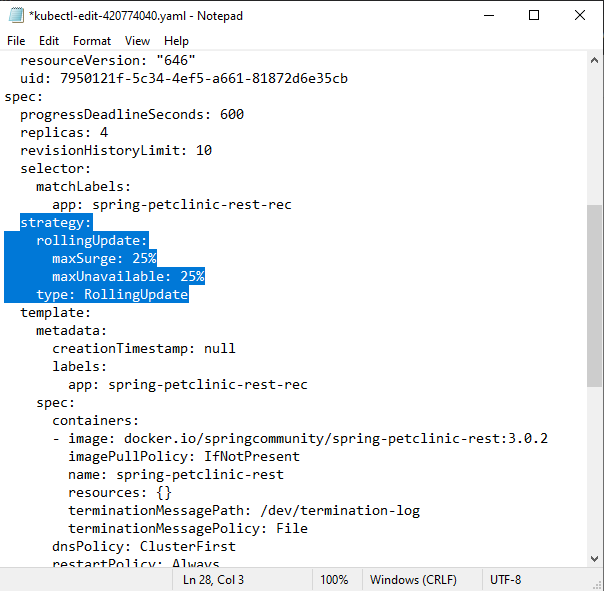 *kubectl-edit-420774040.yaml - Notepad
File Edit Format View Help
resourceVersion: "646"
uid: 7950121f-5c34-4ef5-a661-81872d6e35cb
spec:
progressDeadlineSeconds: 600
replicas: 4
revisionHistoryLimit: 10
selector:
matchLabels:
app: spring-petclinic-rest-rec
strategy:
rollingUpdate:
maxSurge: 25%
maxUnavailable: 25%
type: RollingUpdate
template:
metadata:
creationTimestamp: null
labels:
app: spring-petclinic-rest-rec
spec:
containers:
- image: docker.io/springcommunity/spring-petclinic-rest:3.0.2
imagePullPolicy: IfNotPresent
name: spring-petclinic-rest
resources: {}
terminationMessagePath: /dev/termination-log
terminationMessagePolicy: File
dnsPolicy: ClusterFirst
restartPolicy: Always
Ln 28, Col 3 100% Windows (CRLF) UTF-8